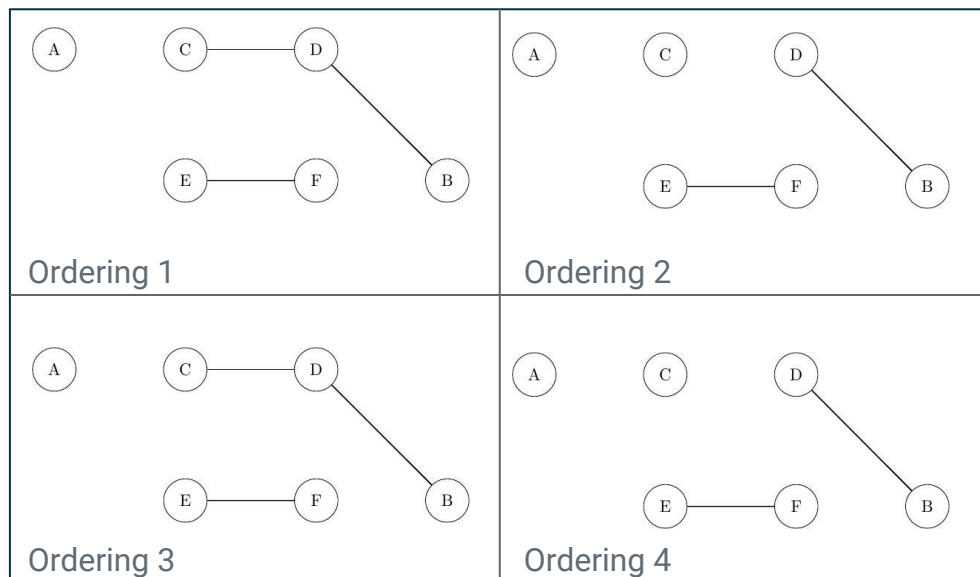 A C D
E F B
Ordering 1
A C D
E F B
Ordering 2
A C D
E F B
Ordering 3
A C D
E F B
Ordering 4